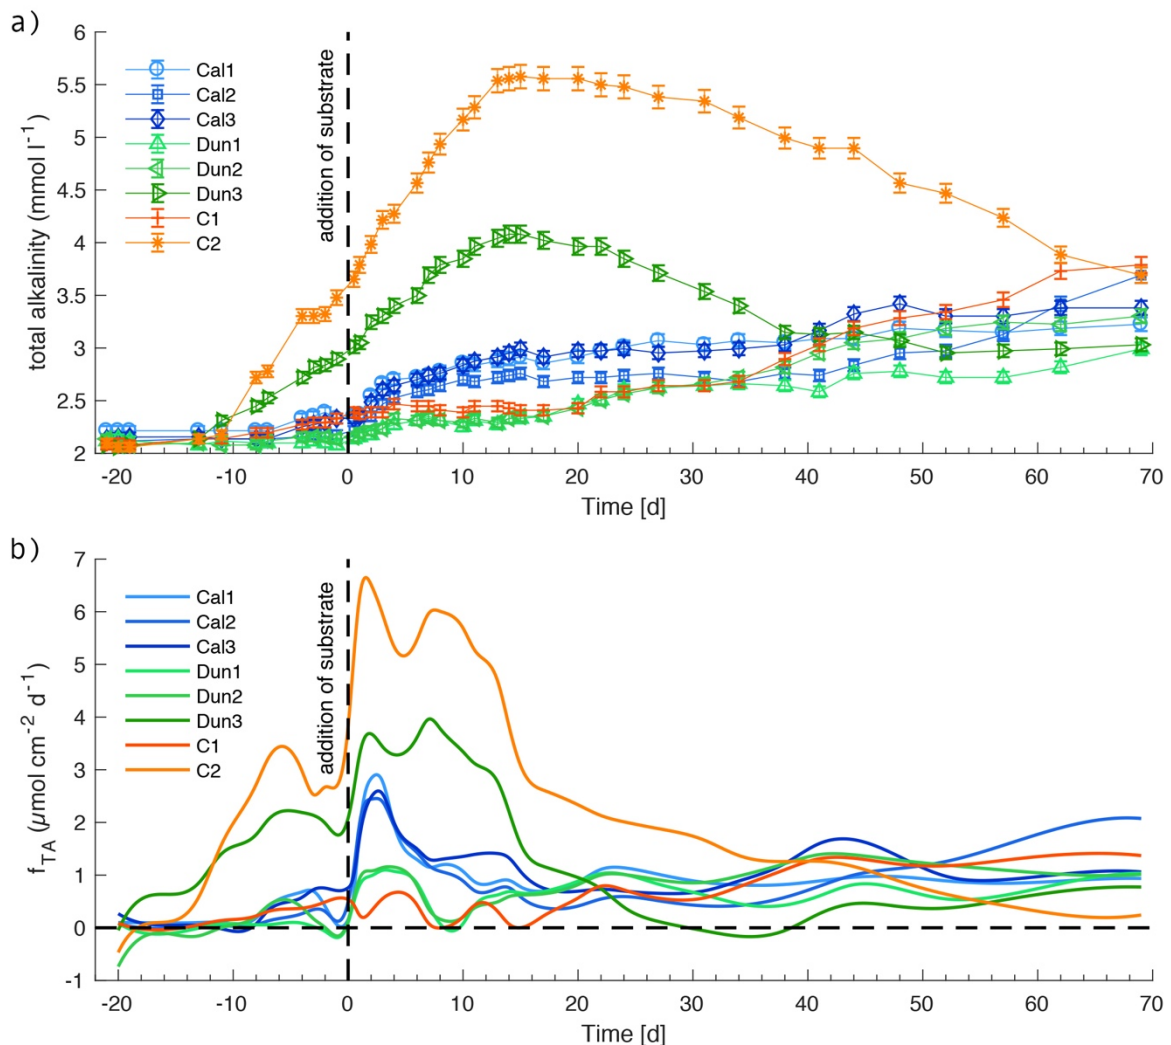 a)
total alkalinity (mmol l⁻¹)
6
5.5
5
4.5
4
3.5
3
2.5
2
Cal1
Cal2
Cal3
Dun1
Dun2
Dun3
C1
C2
addition of substrate
-20 -10 0 10 20 30 40 50 60 70
Time [d]
b)
f_TA (μmol cm⁻² d⁻¹)
7
6
5
4
3
2
1
0
-1
Cal1
Cal2
Cal3
Dun1
Dun2
Dun3
C1
C2
addition of substrate
-20 -10 0 10 20 30 40 50 60 70
Time [d]